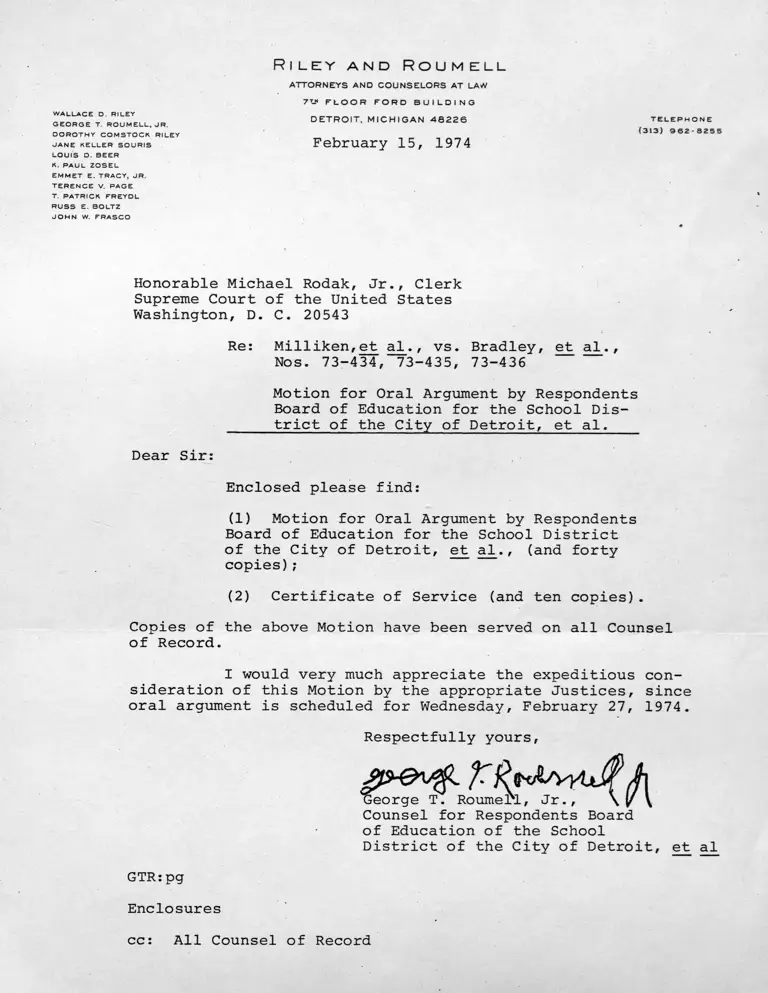 RILEY AND ROUMELL
ATTORNEYS AND COUNSELORS AT LAW
7TH FLOOR FORD BUILDING
DETROIT, MICHIGAN 48226
TELEPHONE
(313) 962-8255
WALLACE D. RILEY
GEORGE T. ROUMELL, JR.
DOROTHY COMSTOCK RILEY
JANE KELLER SOURIS
LOUIS D. BEER
K. PAUL ZOSEL
EMMET E. TRACY, JR.
TERENCE V. PAGE
T. PATRICK FREYDL
RUSS E. BOLTZ
JOHN W. FRASCO
February 15, 1974
Honorable Michael Rodak, Jr., Clerk
Supreme Court of the United States
Washington, D. C. 20543
Re: Milliken,et al., vs. Bradley, et al.,
Nos. 73-434, 73-435, 73-436
Motion for Oral Argument by Respondents
Board of Education for the School Dis-
trict of the City of Detroit, et al.
Dear Sir:
Enclosed please find:
(1) Motion for Oral Argument by Respondents
Board of Education for the School District
of the City of Detroit, et al., (and forty
copies);
(2) Certificate of Service (and ten copies).
Copies of the above Motion have been served on all Counsel
of Record.
I would very much appreciate the expeditious con-
sideration of this Motion by the appropriate Justices, since
oral argument is scheduled for Wednesday, February 27, 1974.
Respectfully yours,
George T. Roumell Jr
George T. Roumell, Jr.,
Counsel for Respondents Board
of Education of the School
District of the City of Detroit, et al
GTR:pg
Enclosures
cc: All Counsel of Record